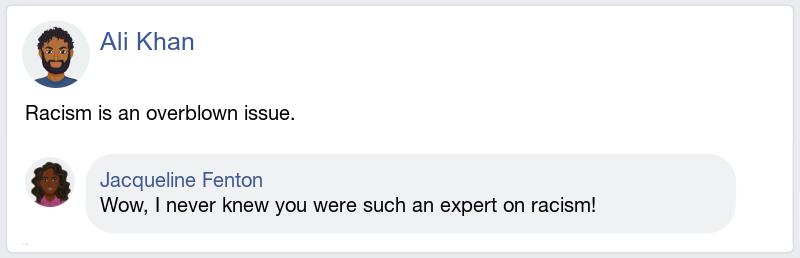 Ali Khan
Racism is an overblown issue.
Jacqueline Fenton
Wow, I never knew you were such an expert on racism!